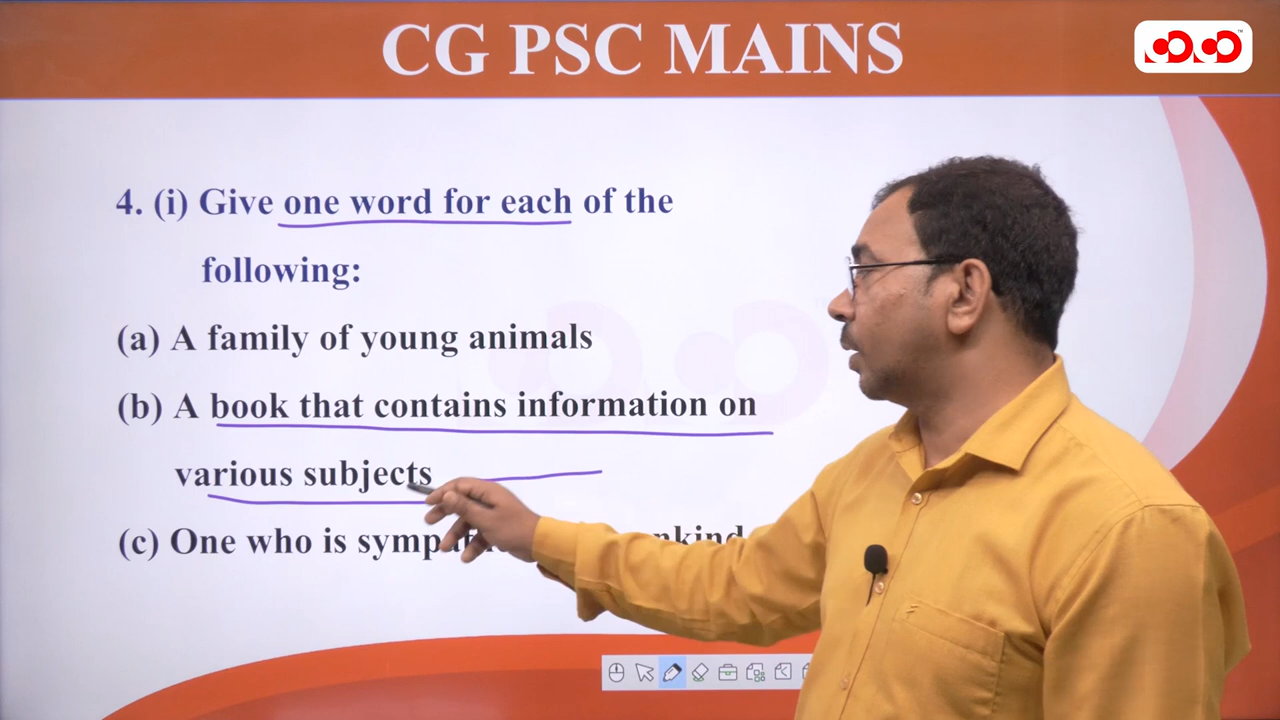 CG PSC MAINS
4. (i) Give one word for each of the
following:
(a) A family of young animals
(b) A book that contains information on
various subjects
(c) One who is